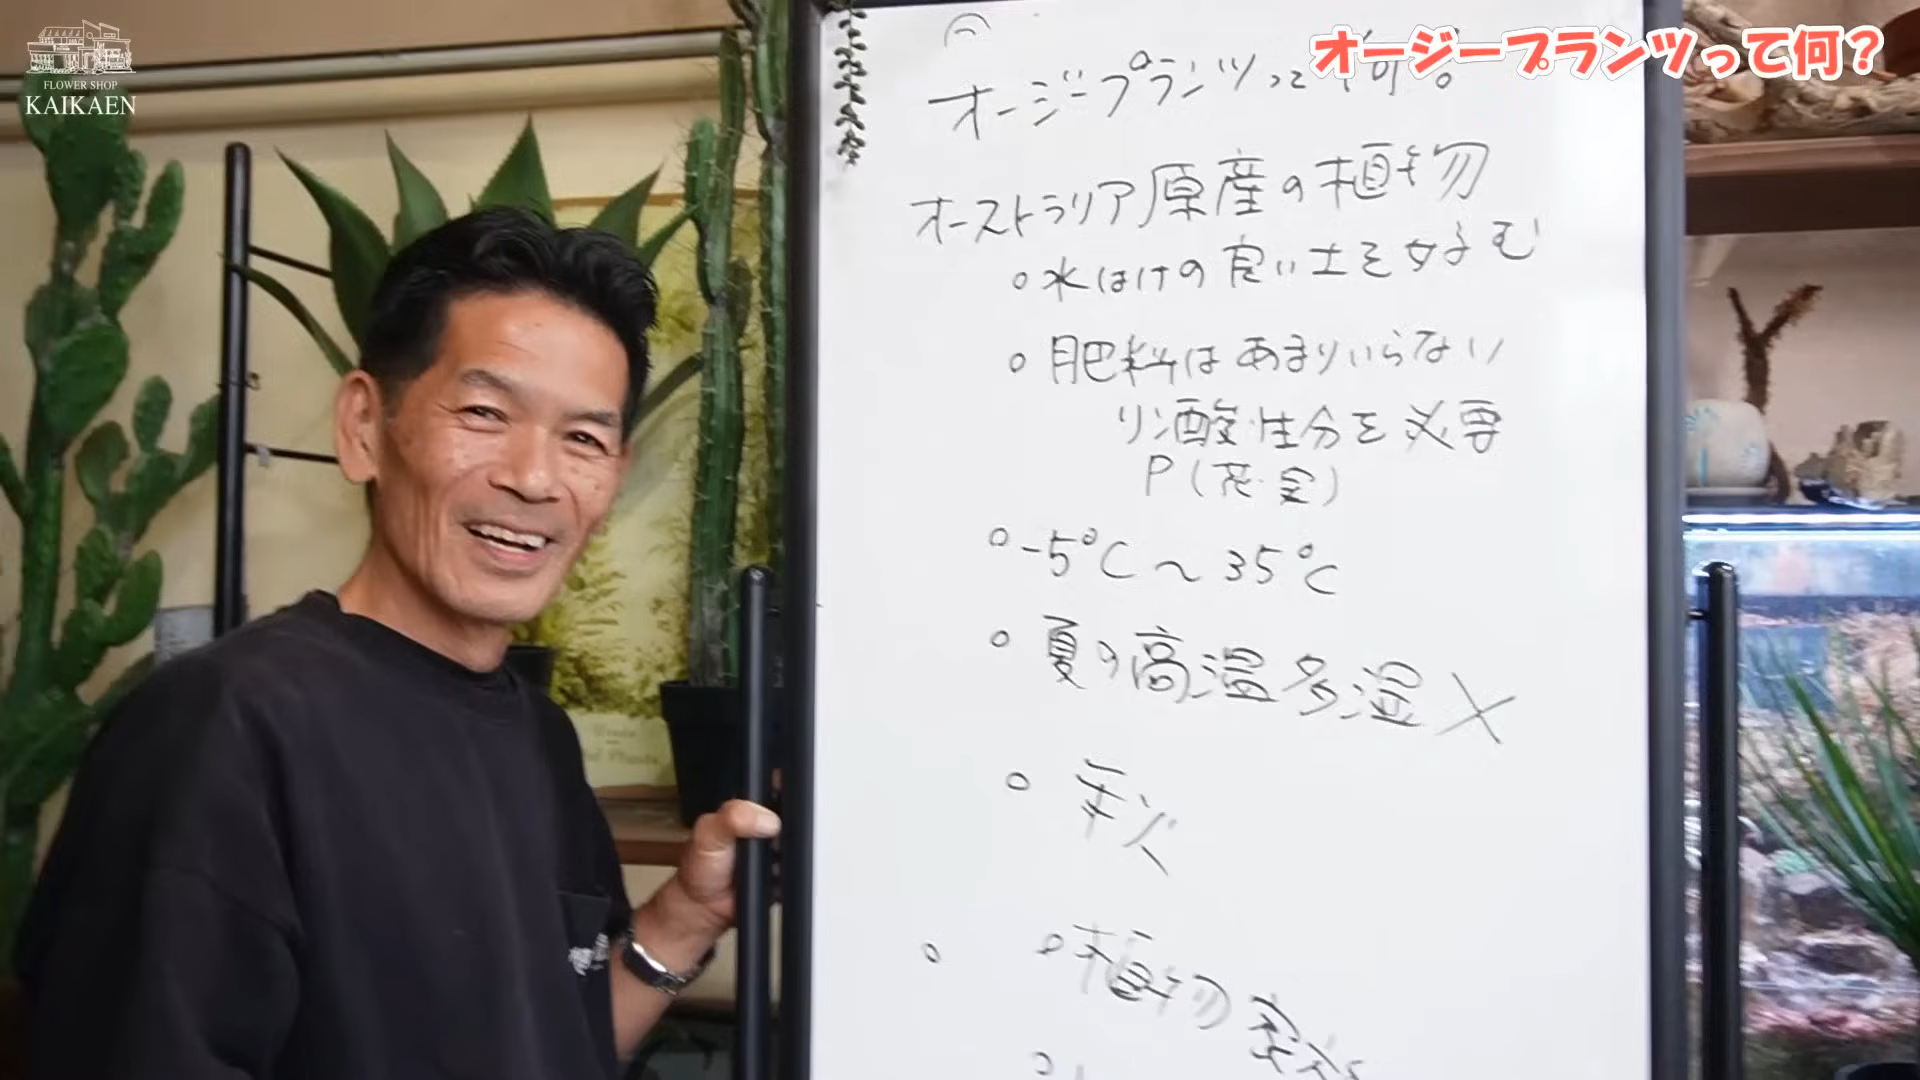 FLOWER SHOP
KAIKAEN
オージープランツって何?
オージープランツって何。
オーストラリア原産の植物
◦水はけの良い土を好む
◦肥料はあまりいらない
リン酸性分を必要
P(花・実)
◦-5℃〜35℃
◦夏の高温多湿×
◦秋
◦植物